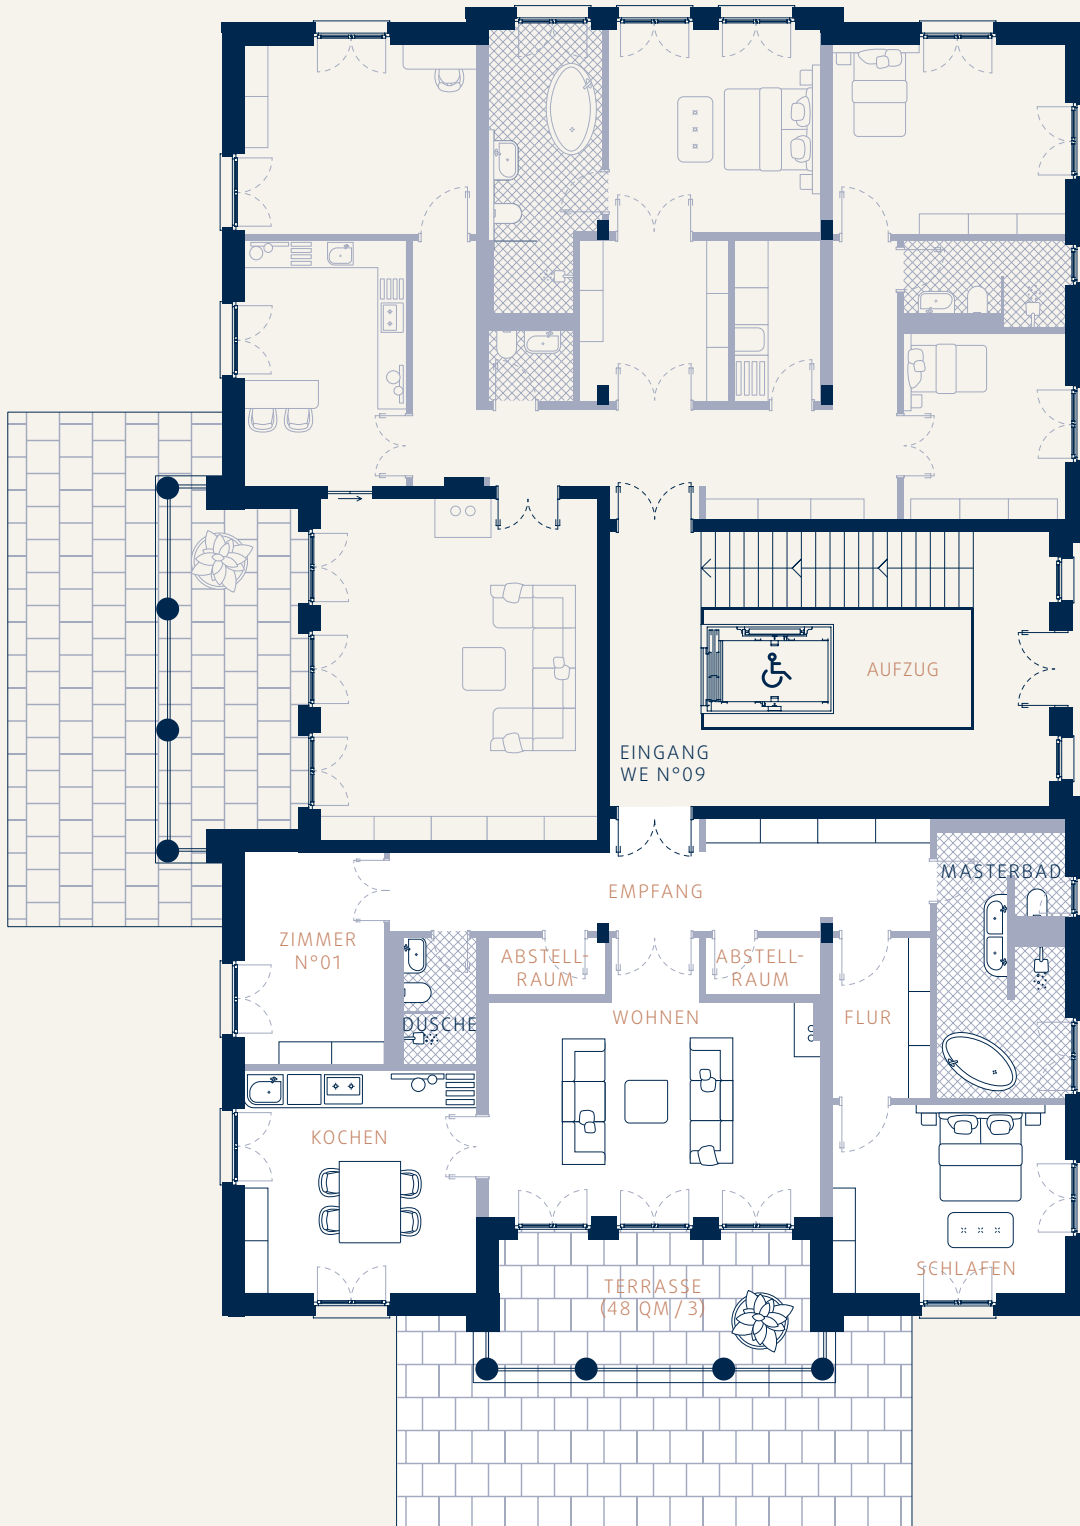 AUFZUG
EINGANG
WE N°09
MASTERBAD
EMPFANG
ZIMMER
N°01
ABSTELL-
RAUM
ABSTELL-
RAUM
WOHNEN
FLUR
DUSCHE
KOCHEN
SCHLAFEN
TERRASSE
(48 QM / 3)